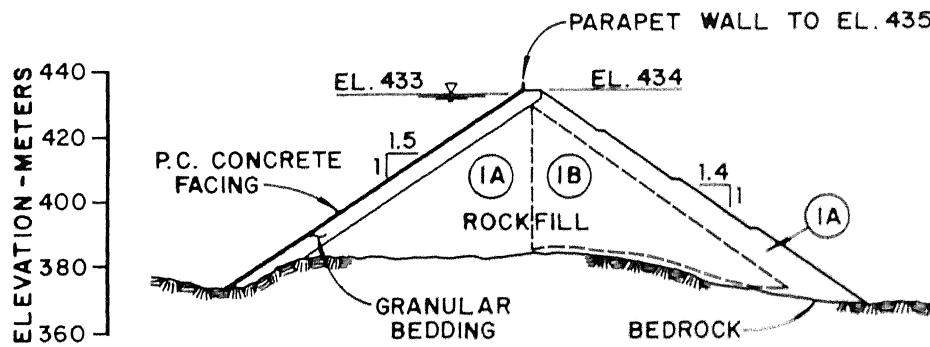 PARAPET WALL TO EL. 435
ELEVATION-METERS
440
420
400
380
360
EL. 433
EL. 434
1.5
1
P.C. CONCRETE
FACING
1A
1B
1.4
1
ROCKFILL
1A
GRANULAR
BEDDING
BEDROCK